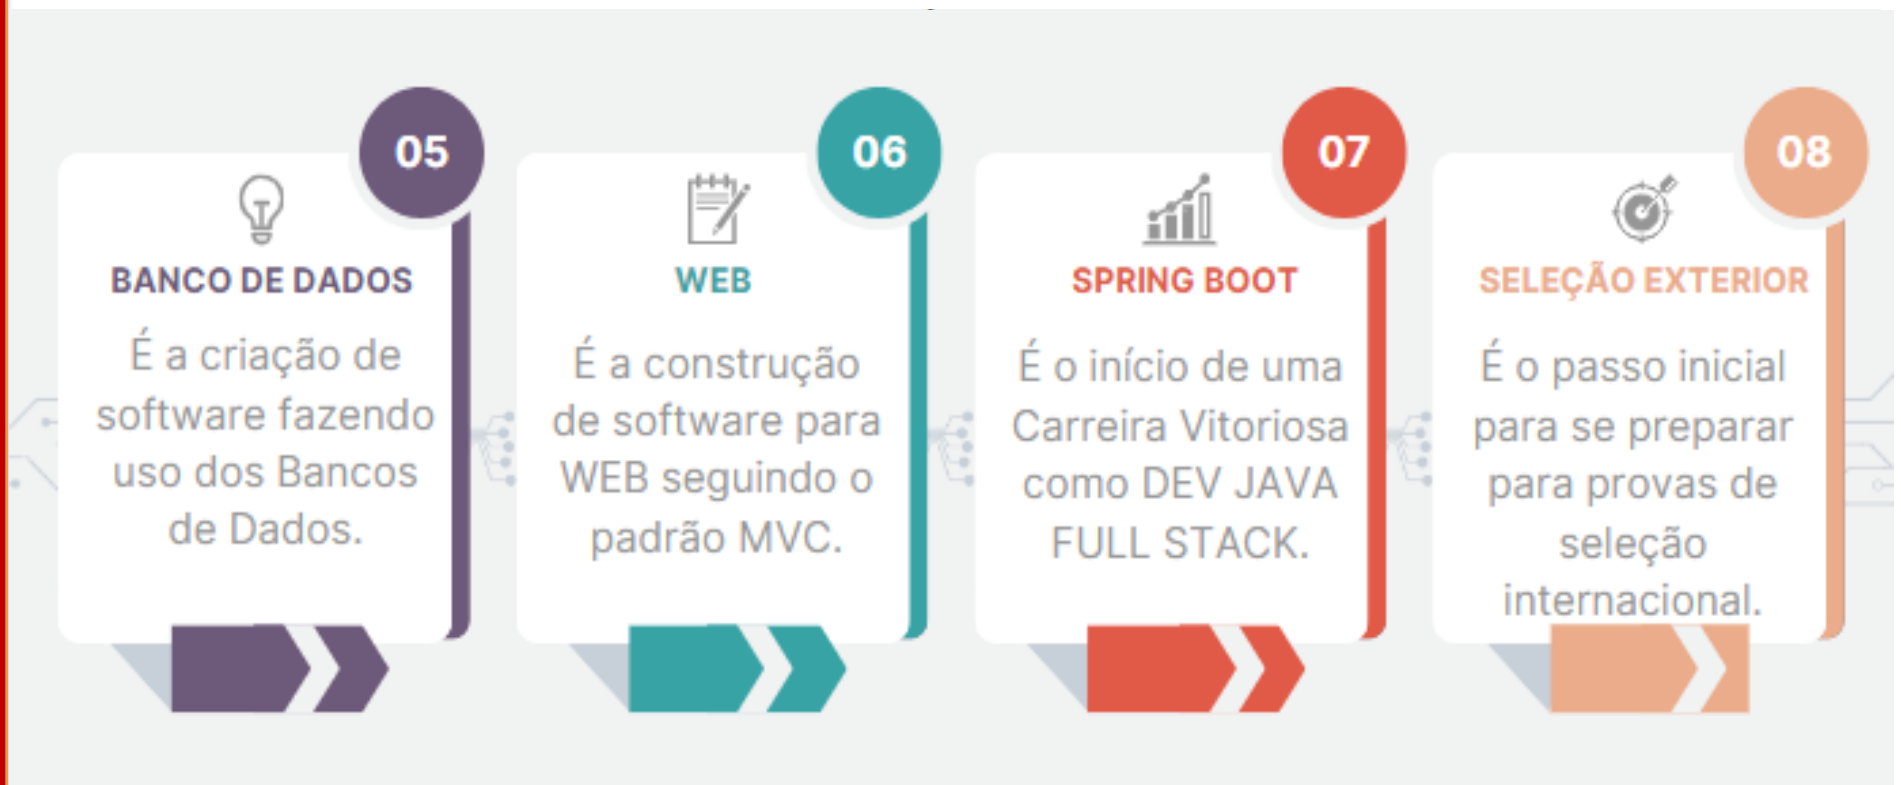 05
BANCO DE DADOS
É a criação de
software fazendo
uso dos Bancos
de Dados.
06
WEB
É a construção
de software para
WEB seguindo o
padrão MVC.
07
SPRING BOOT
É o início de uma
Carreira Vitoriosa
como DEV JAVA
FULL STACK.
08
SELEÇÃO EXTERIOR
É o passo inicial
para se preparar
para provas de
seleção
internacional.